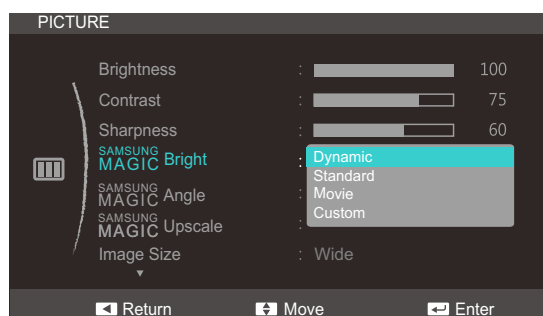 PICTURE
Brightness : 100
Contrast : 75
Sharpness : 60
SAMSUNG
MAGIC Bright :
Dynamic
Standard
Movie
Custom
SAMSUNG
MAGIC Angle :
SAMSUNG
MAGIC Upscale :
Image Size : Wide
Return Move Enter